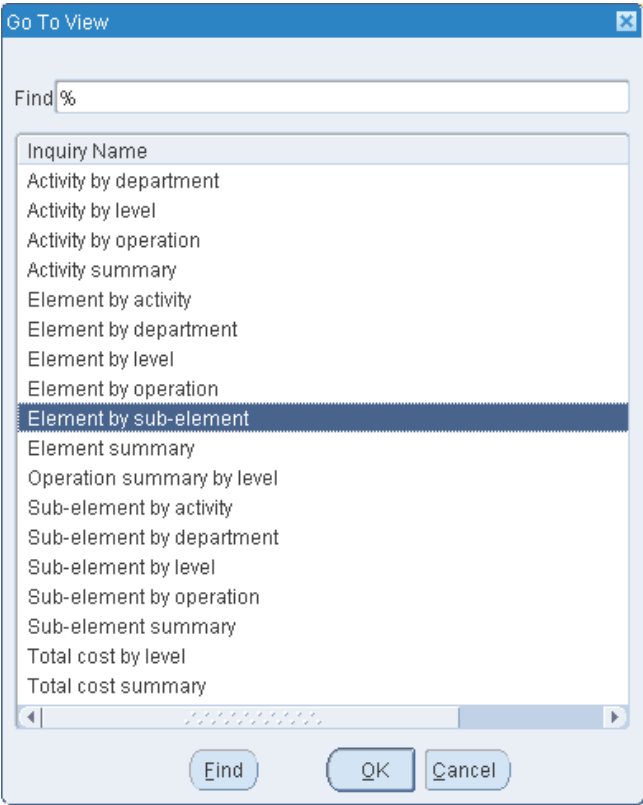 Go To View
Find %
Inquiry Name
Activity by department
Activity by level
Activity by operation
Activity summary
Element by activity
Element by department
Element by level
Element by operation
Element by sub-element
Element summary
Operation summary by level
Sub-element by activity
Sub-element by department
Sub-element by level
Sub-element by operation
Sub-element summary
Total cost by level
Total cost summary
Find OK Cancel